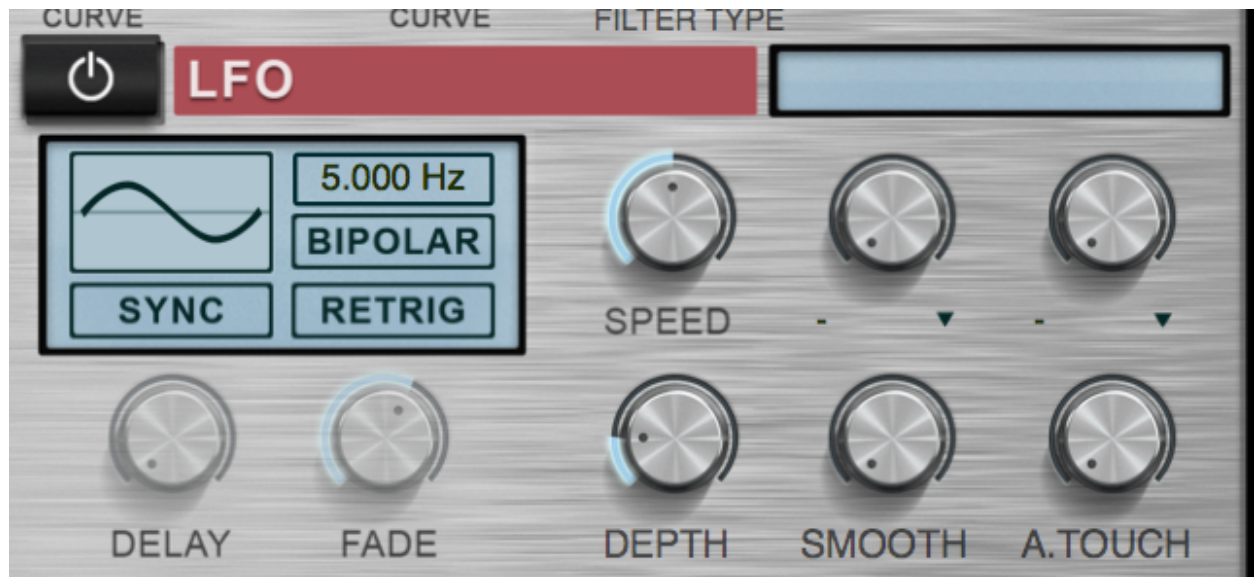 CURVE CURVE FILTER TYPE
LFO
5.000 Hz
BIPOLAR
SYNC RETRIG
SPEED - -
DELAY FADE DEPTH SMOOTH A.TOUCH